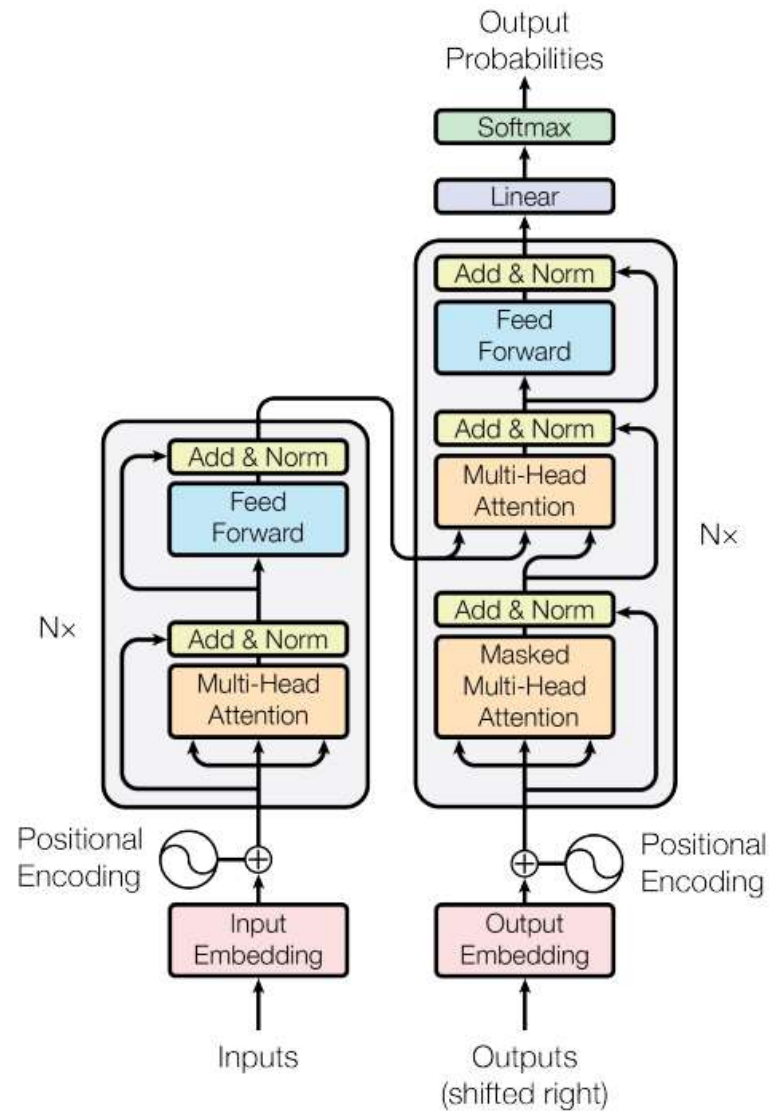 Output
Probabilities
Softmax
Linear
Add & Norm
Feed
Forward
Add & Norm
Multi-Head
Attention
Add & Norm
Masked
Multi-Head
Attention
N×
Add & Norm
Feed
Forward
Add & Norm
Multi-Head
Attention
N×
Positional
Encoding
Positional
Encoding
Input
Embedding
Output
Embedding
Inputs
Outputs
(shifted right)